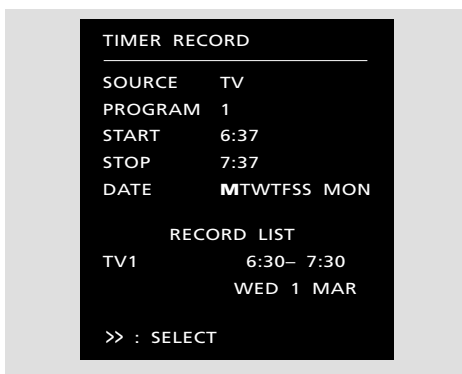 TIMER RECORD
SOURCE TV
PROGRAM 1
START 6:37
STOP 7:37
DATE MTWTFSS MON
RECORD LIST
TV1 6:30– 7:30
WED 1 MAR
>> : SELECT